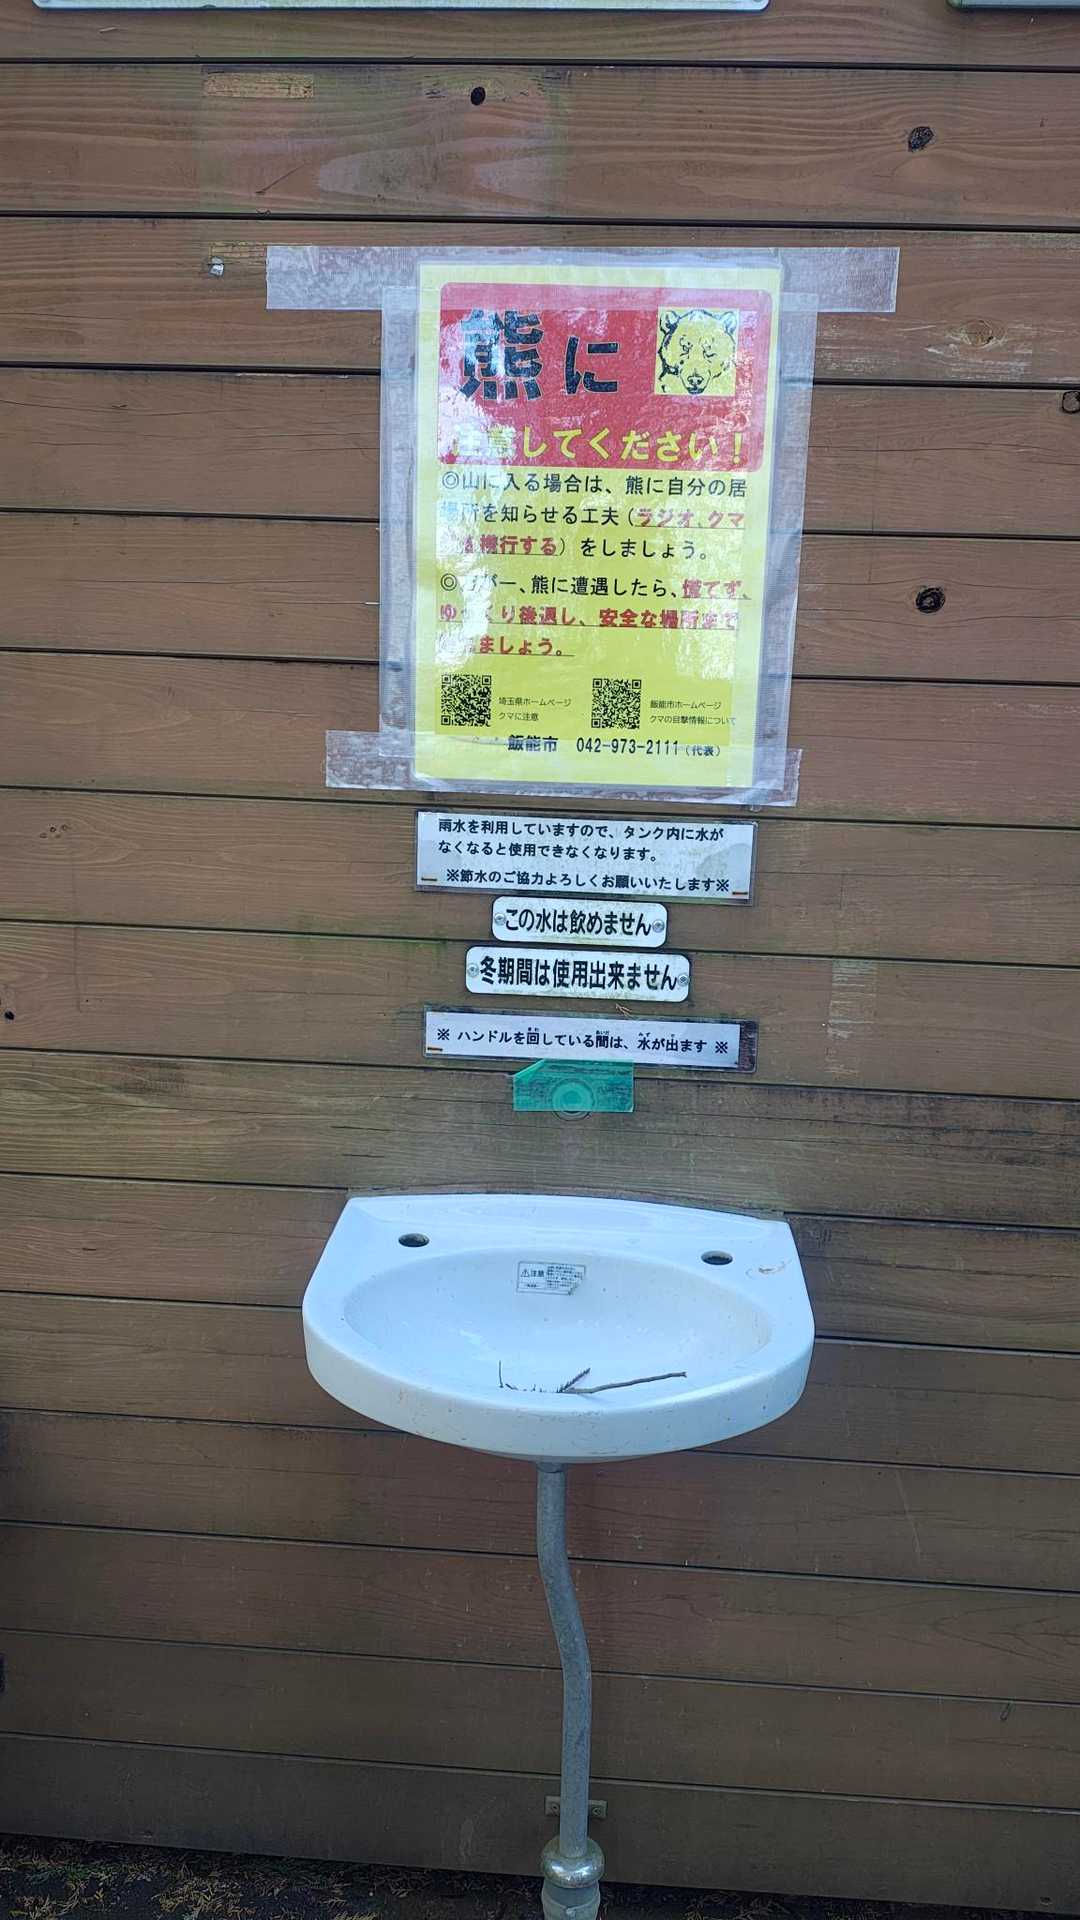 熊に
注意してください！
◎山に入る場合は、熊に自分の居
場所を知らせる工夫（ラジオ、クマ
携行する）をしましょう。
◎万が一、熊に遭遇したら、慌てず、
ゆっくり後退し、安全な場所まで
ましょう。
埼玉県ホームページ
クマに注意
飯能市ホームページ
クマの目撃情報について
飯能市 042-973-2111（代表）
雨水を利用していますので、タンク内に水が
なくなると使用できなくなります。
※節水のご協力よろしくお願いいたします※
この水は飲めません
冬期間は使用出来ません
※ ハンドルを回している間は、水が出ます ※
注意